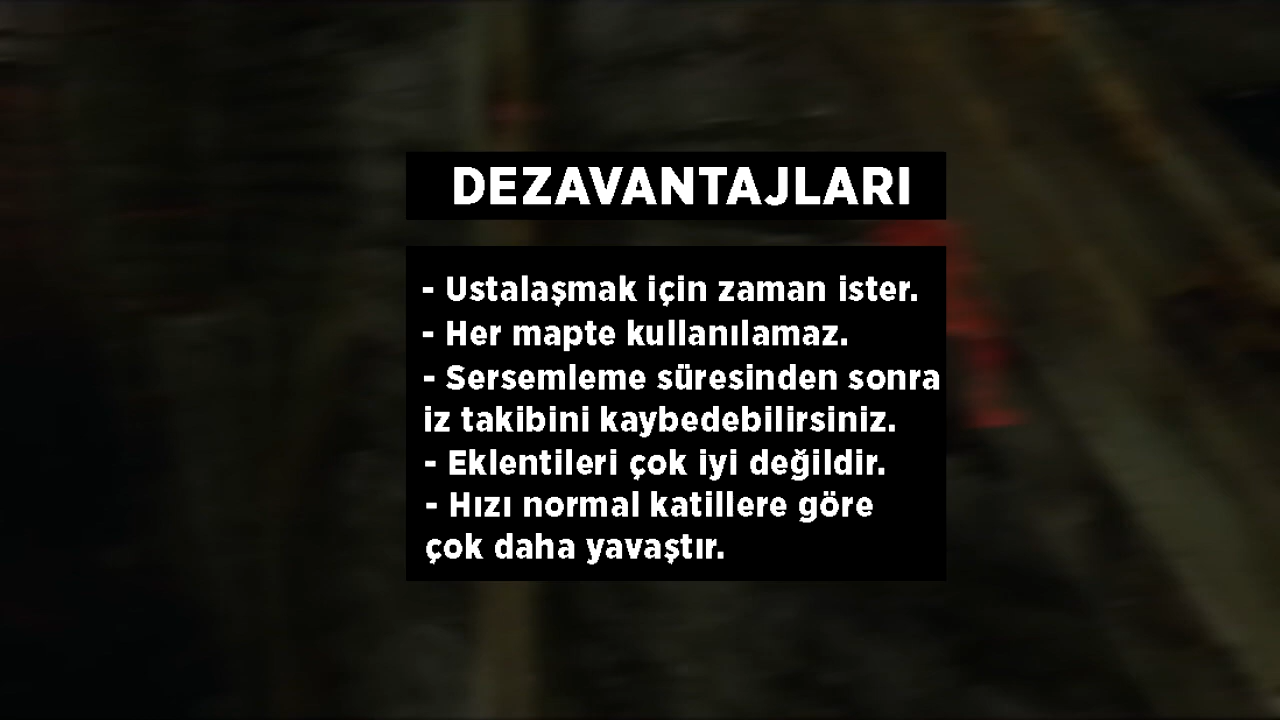 DEZAVANTAJLARI
- Ustalaşmak için zaman ister.
- Her mapte kullanılamaz.
- Sersemleme süresinden sonra
iz takibini kaybedebilirsiniz.
- Eklentileri çok iyi değildir.
- Hızı normal katillere göre
çok daha yavaştır.